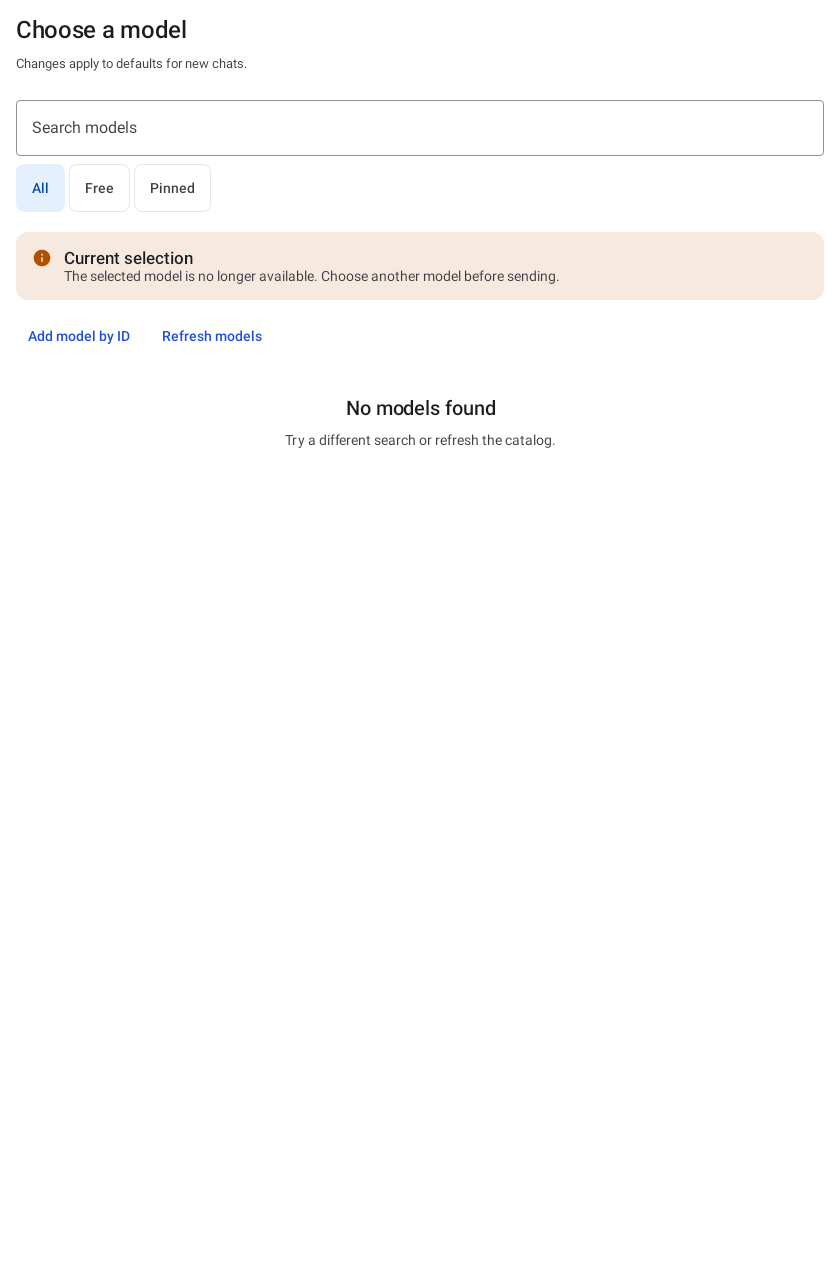 Choose a model
Changes apply to defaults for new chats.
Search models
All
Free
Pinned
Current selection
The selected model is no longer available. Choose another model before sending.
Add model by ID
Refresh models
No models found
Try a different search or refresh the catalog.